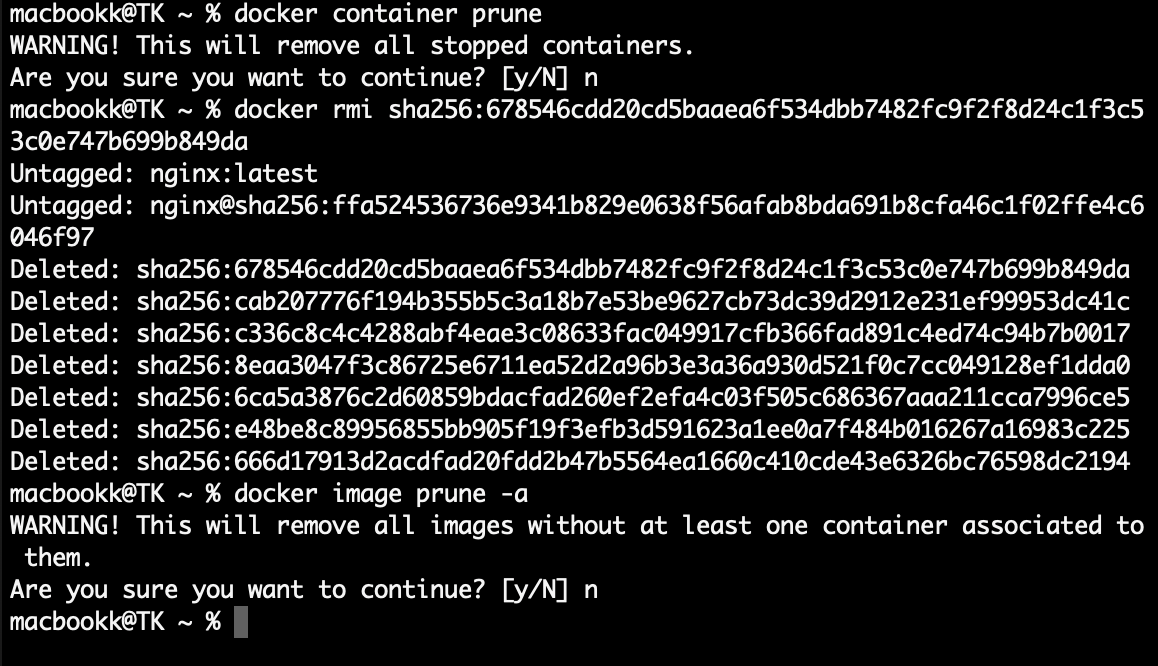 macbookk@TK ~ % docker container prune
WARNING! This will remove all stopped containers.
Are you sure you want to continue? [y/N] n
macbookk@TK ~ % docker rmi sha256:678546cdd20cd5baaea6f534dbb7482fc9f2f8d24c1f3c5
3c0e747b699b849da
Untagged: nginx:latest
Untagged: nginx@sha256:ffa524536736e9341b829e0638f56afab8bda691b8cfa46c1f02ffe4c6
046f97
Deleted: sha256:678546cdd20cd5baaea6f534dbb7482fc9f2f8d24c1f3c53c0e747b699b849da
Deleted: sha256:cab207776f194b355b5c3a18b7e53be9627cb73dc39d2912e231ef99953dc41c
Deleted: sha256:c336c8c4c4288abf4eae3c08633fac049917cfb366fad891c4ed74c94b7b0017
Deleted: sha256:8eaa3047f3c86725e6711ea52d2a96b3e3a36a930d521f0c7cc049128ef1dda0
Deleted: sha256:6ca5a3876c2d60859bdacfad260ef2efa4c03f505c686367aaa211cca7996ce5
Deleted: sha256:e48be8c89956855bb905f19f3efb3d591623a1ee0a7f484b016267a16983c225
Deleted: sha256:666d17913d2acdfad20fdd2b47b5564ea1660c410cde43e6326bc76598dc2194
macbookk@TK ~ % docker image prune -a
WARNING! This will remove all images without at least one container associated to
 them.
Are you sure you want to continue? [y/N] n
macbookk@TK ~ %